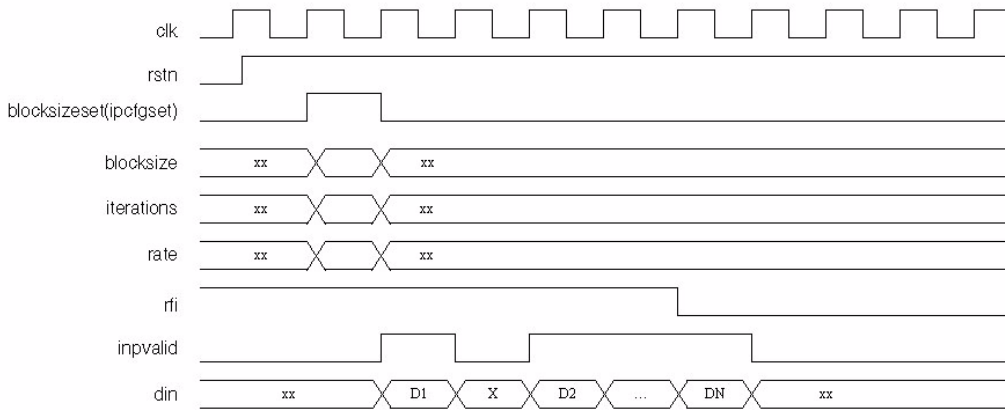 clk
rstn
blocksizeset(ipcfgset)
blocksize xx xx
iterations xx xx
rate xx xx
rfi
inpvalid
din xx D1 X D2 ... DN xx